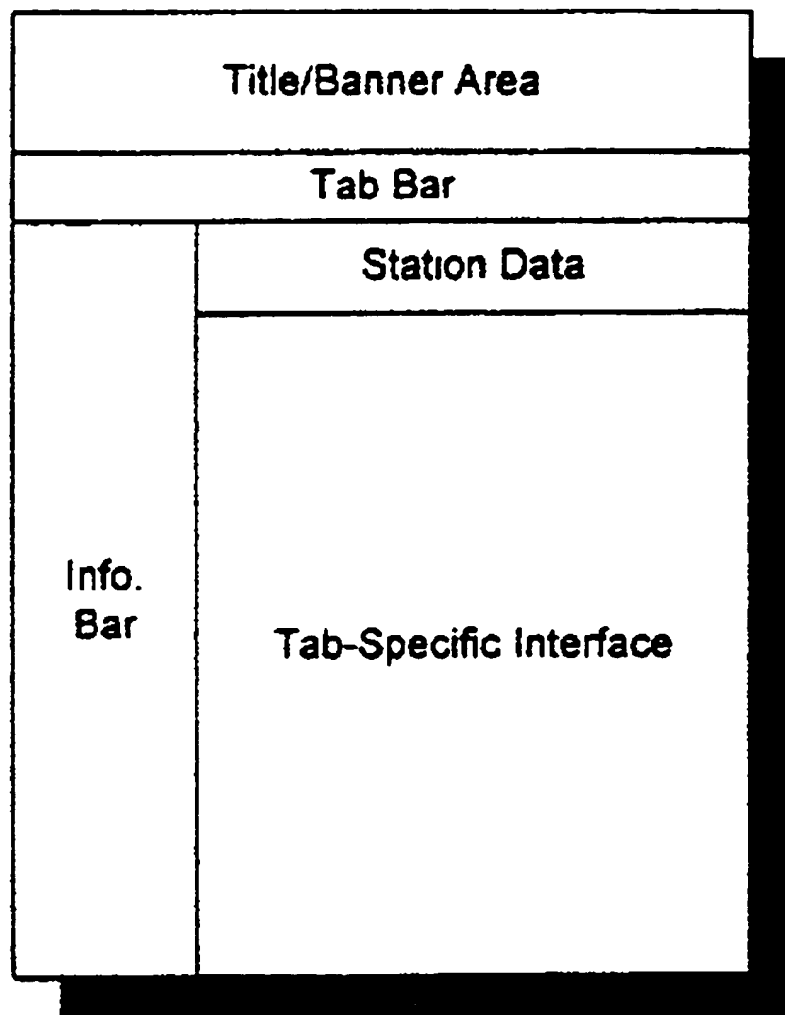 Title/Banner Area
Tab Bar
Station Data
Info.
Bar
Tab-Specific Interface